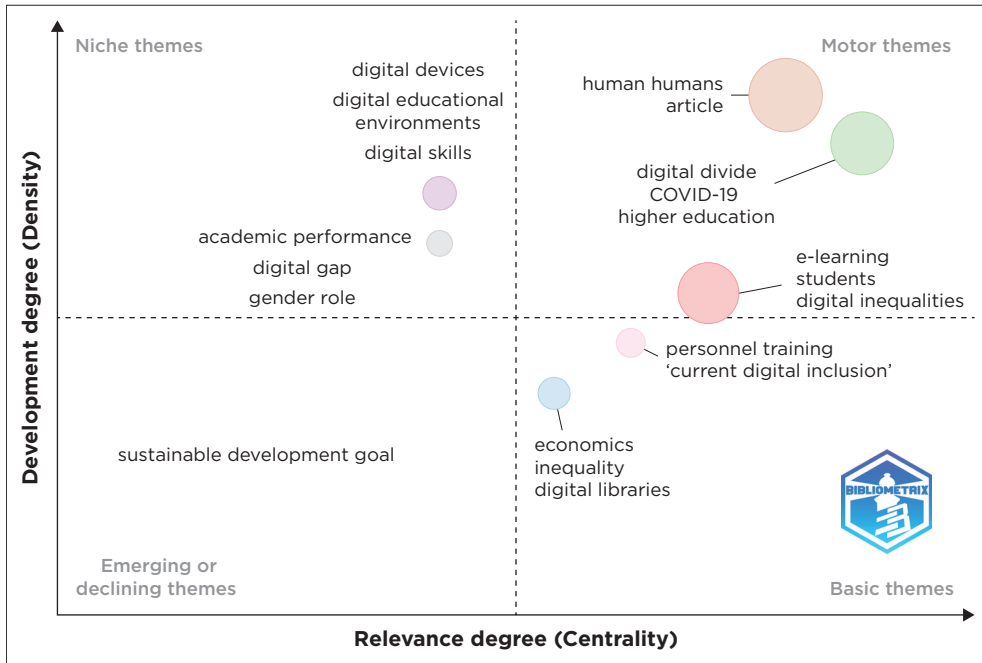 Niche themes
Motor themes
digital devices
digital educational
environments
digital skills
human humans
article
digital divide
COVID-19
higher education
academic performance
digital gap
gender role
e-learning
students
digital inequalities
personnel training
‘current digital inclusion’
economics
inequality
digital libraries
sustainable development goal
BIBLIOMETRIX
Emerging or
declining themes
Basic themes
Development degree (Density)
Relevance degree (Centrality)